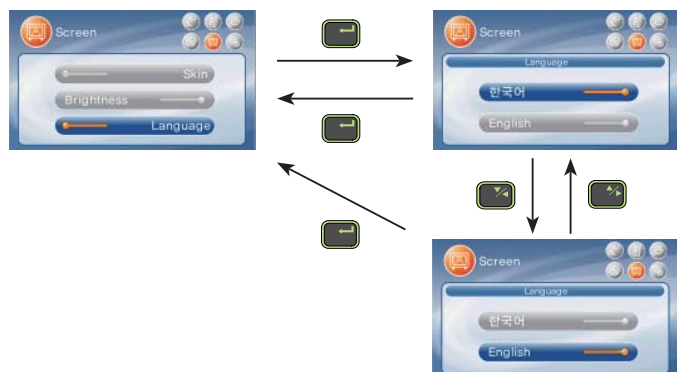 Screen
Skin
Brightness
Language
Screen
Language
한국어
English
Screen
Language
한국어
English